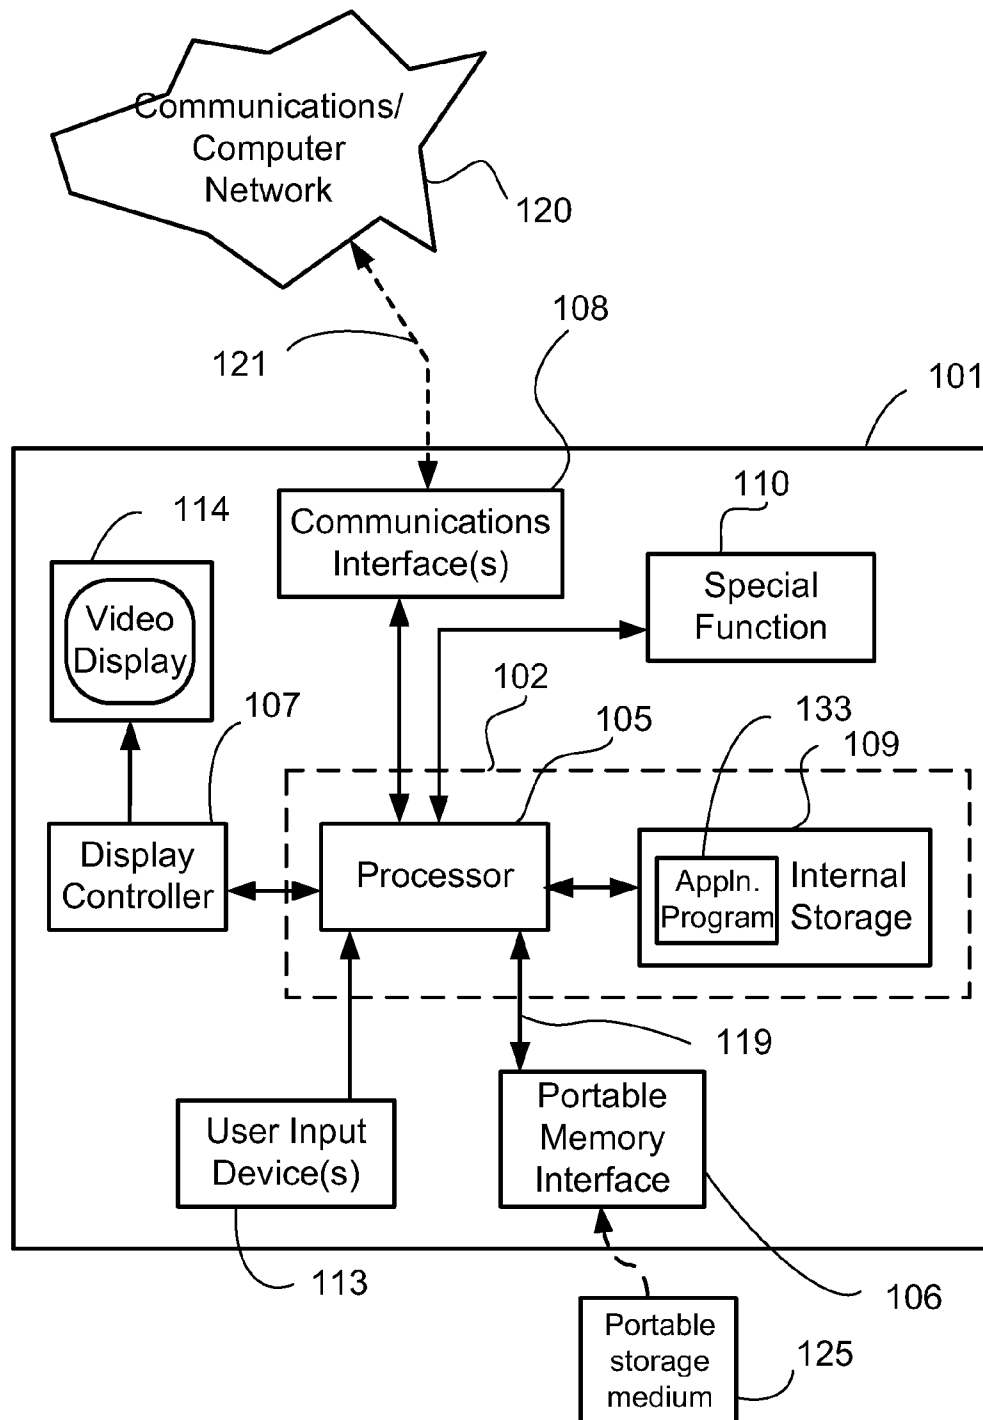 Communications/
Computer
Network
120
121
108
101
Communications
Interface(s)
110
Special
Function
114
Video
Display
107
102
105
133
109
Display
Controller
Processor
Appln.
Program
Internal
Storage
119
User Input
Device(s)
113
Portable
Memory
Interface
106
Portable
storage
medium
125